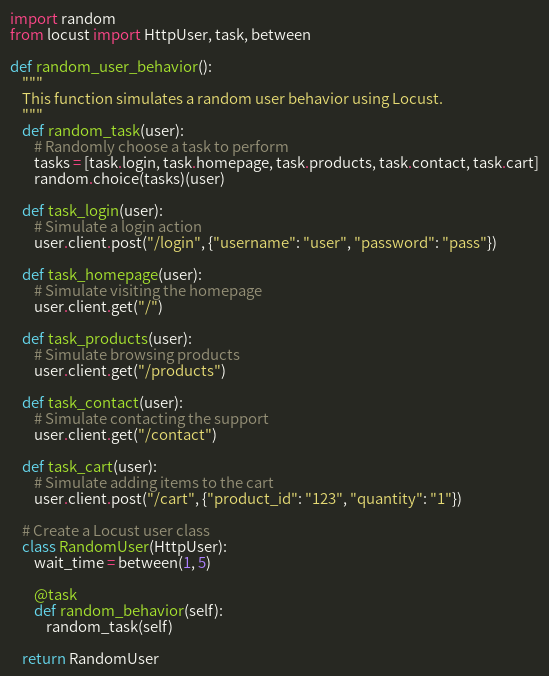 import random
from locust import HttpUser, task, between

def random_user_behavior():
    """
    This function simulates a random user behavior using Locust.
    """
    def random_task(user):
        # Randomly choose a task to perform
        tasks = [task.login, task.homepage, task.products, task.contact, task.cart]
        random.choice(tasks)(user)

    def task_login(user):
        # Simulate a login action
        user.client.post("/login", {"username": "user", "password": "pass"})

    def task_homepage(user):
        # Simulate visiting the homepage
        user.client.get("/")

    def task_products(user):
        # Simulate browsing products
        user.client.get("/products")

    def task_contact(user):
        # Simulate contacting the support
        user.client.get("/contact")

    def task_cart(user):
        # Simulate adding items to the cart
        user.client.post("/cart", {"product_id": "123", "quantity": "1"})

    # Create a Locust user class
    class RandomUser(HttpUser):
        wait_time = between(1, 5)

        @task
        def random_behavior(self):
            random_task(self)

    return RandomUser